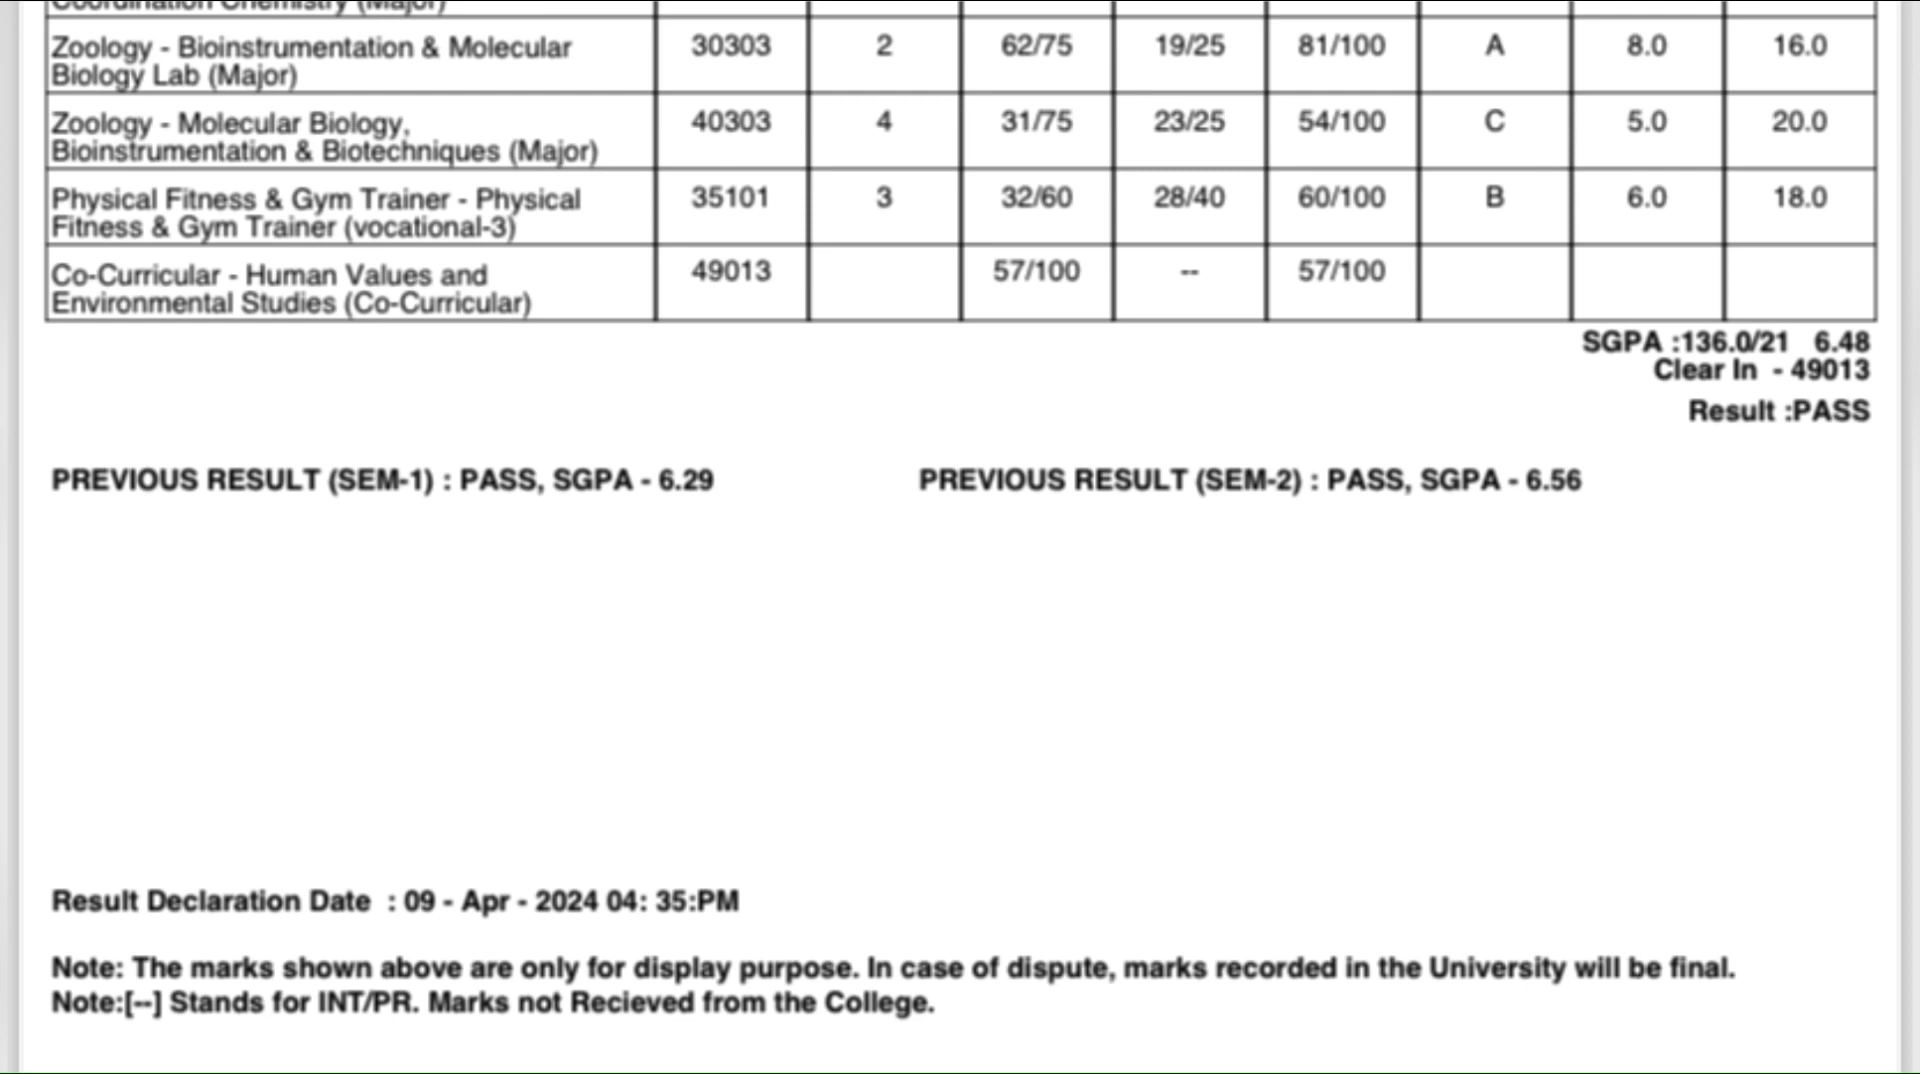 Coordination Chemistry (Major)
Zoology - Bioinstrumentation & Molecular 30303 2 62/75 19/25 81/100 A 8.0 16.0
Biology Lab (Major)
Zoology - Molecular Biology, 40303 4 31/75 23/25 54/100 C 5.0 20.0
Bioinstrumentation & Biotechniques (Major)
Physical Fitness & Gym Trainer - Physical 35101 3 32/60 28/40 60/100 B 6.0 18.0
Fitness & Gym Trainer (vocational-3)
Co-Curricular - Human Values and 49013 57/100 -- 57/100
Environmental Studies (Co-Curricular)
SGPA :136.0/21 6.48
Clear In - 49013
Result :PASS
PREVIOUS RESULT (SEM-1) : PASS, SGPA - 6.29 PREVIOUS RESULT (SEM-2) : PASS, SGPA - 6.56
Result Declaration Date : 09 - Apr - 2024 04: 35:PM
Note: The marks shown above are only for display purpose. In case of dispute, marks recorded in the University will be final.
Note:[--] Stands for INT/PR. Marks not Recieved from the College.